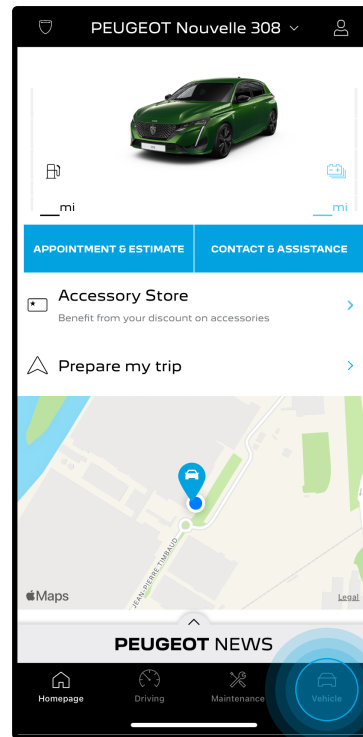 PEUGEOT Nouvelle 308
__mi
__mi
APPOINTMENT & ESTIMATE
CONTACT & ASSISTANCE
Accessory Store
Benefit from your discount on accessories
Prepare my trip
JEAN-PIERRE TIMBAUD
Maps
Legal
PEUGEOT NEWS
Homepage
Driving
Maintenance
Vehicle